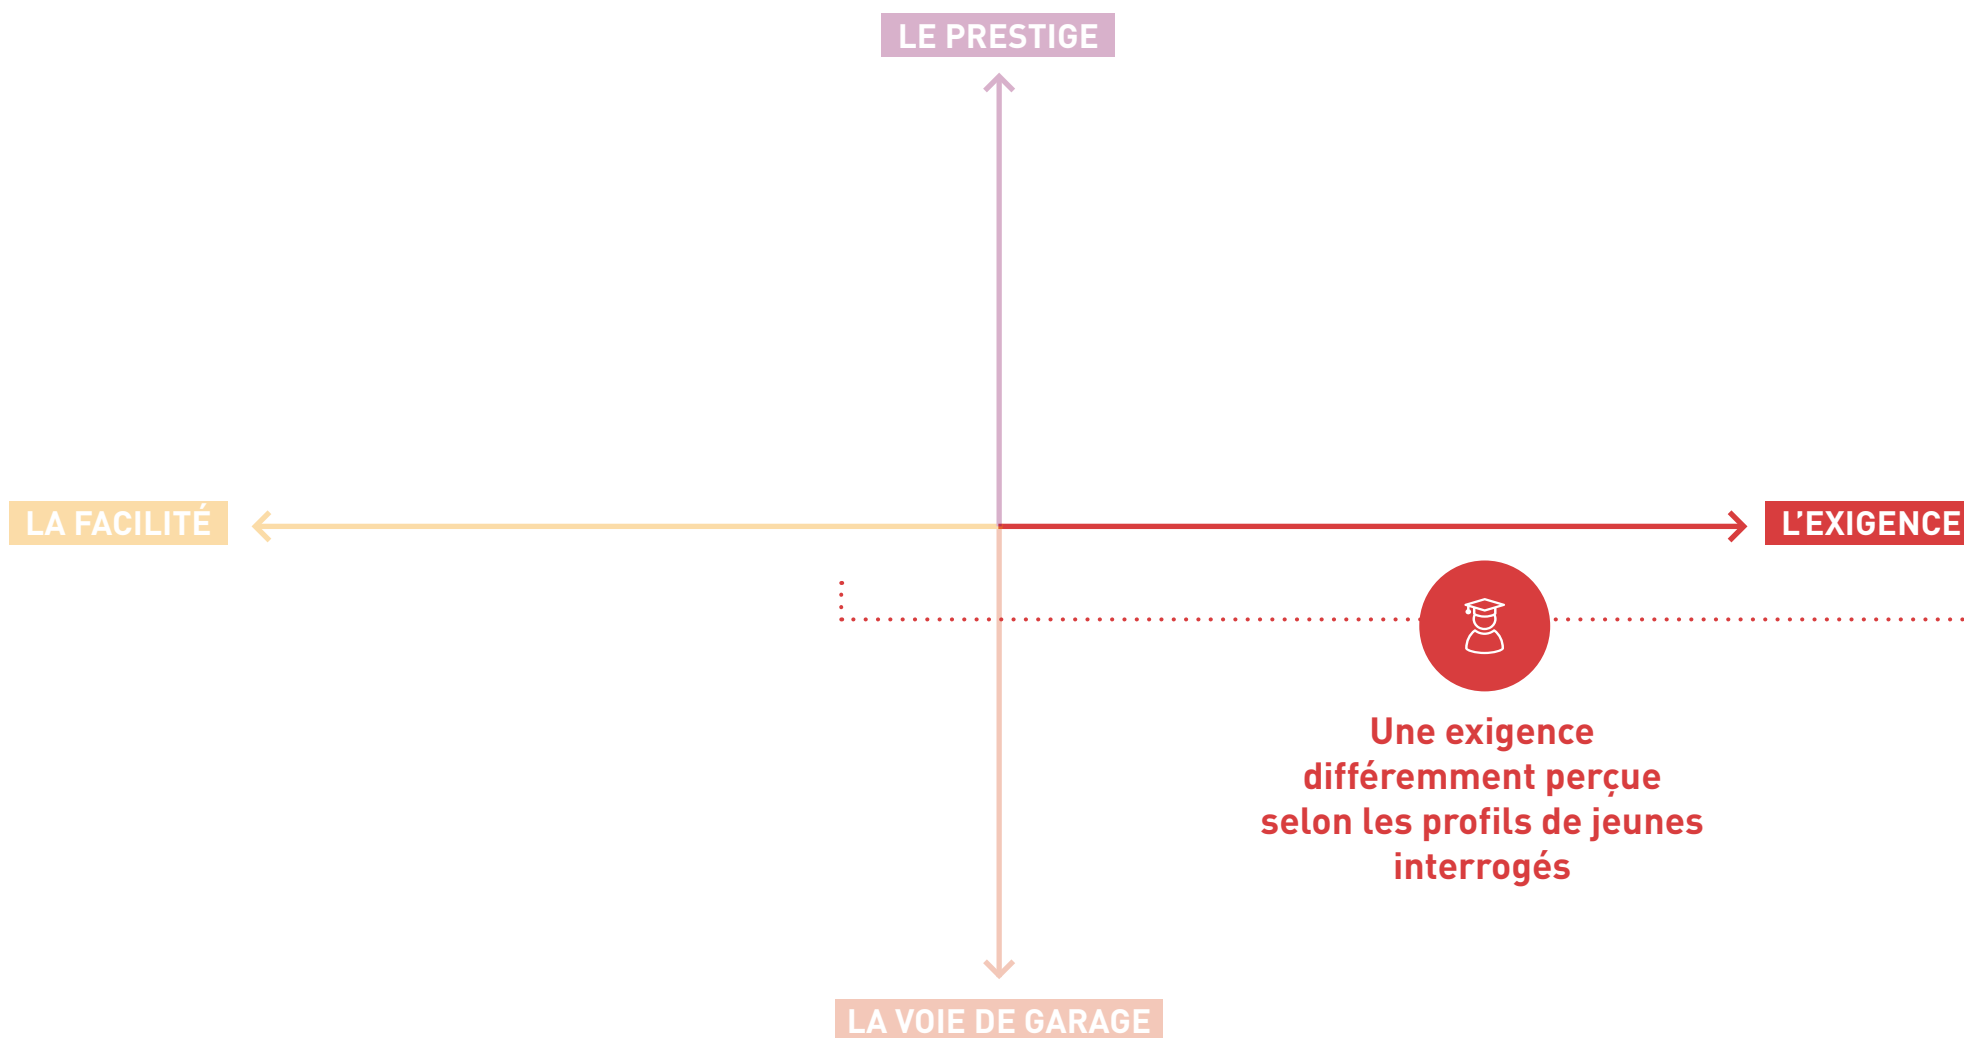 LE PRESTIGE
LA FACILITÉ
L’EXIGENCE
Une exigence
différemment perçue
selon les profils de jeunes
interrogés
LA VOIE DE GARAGE